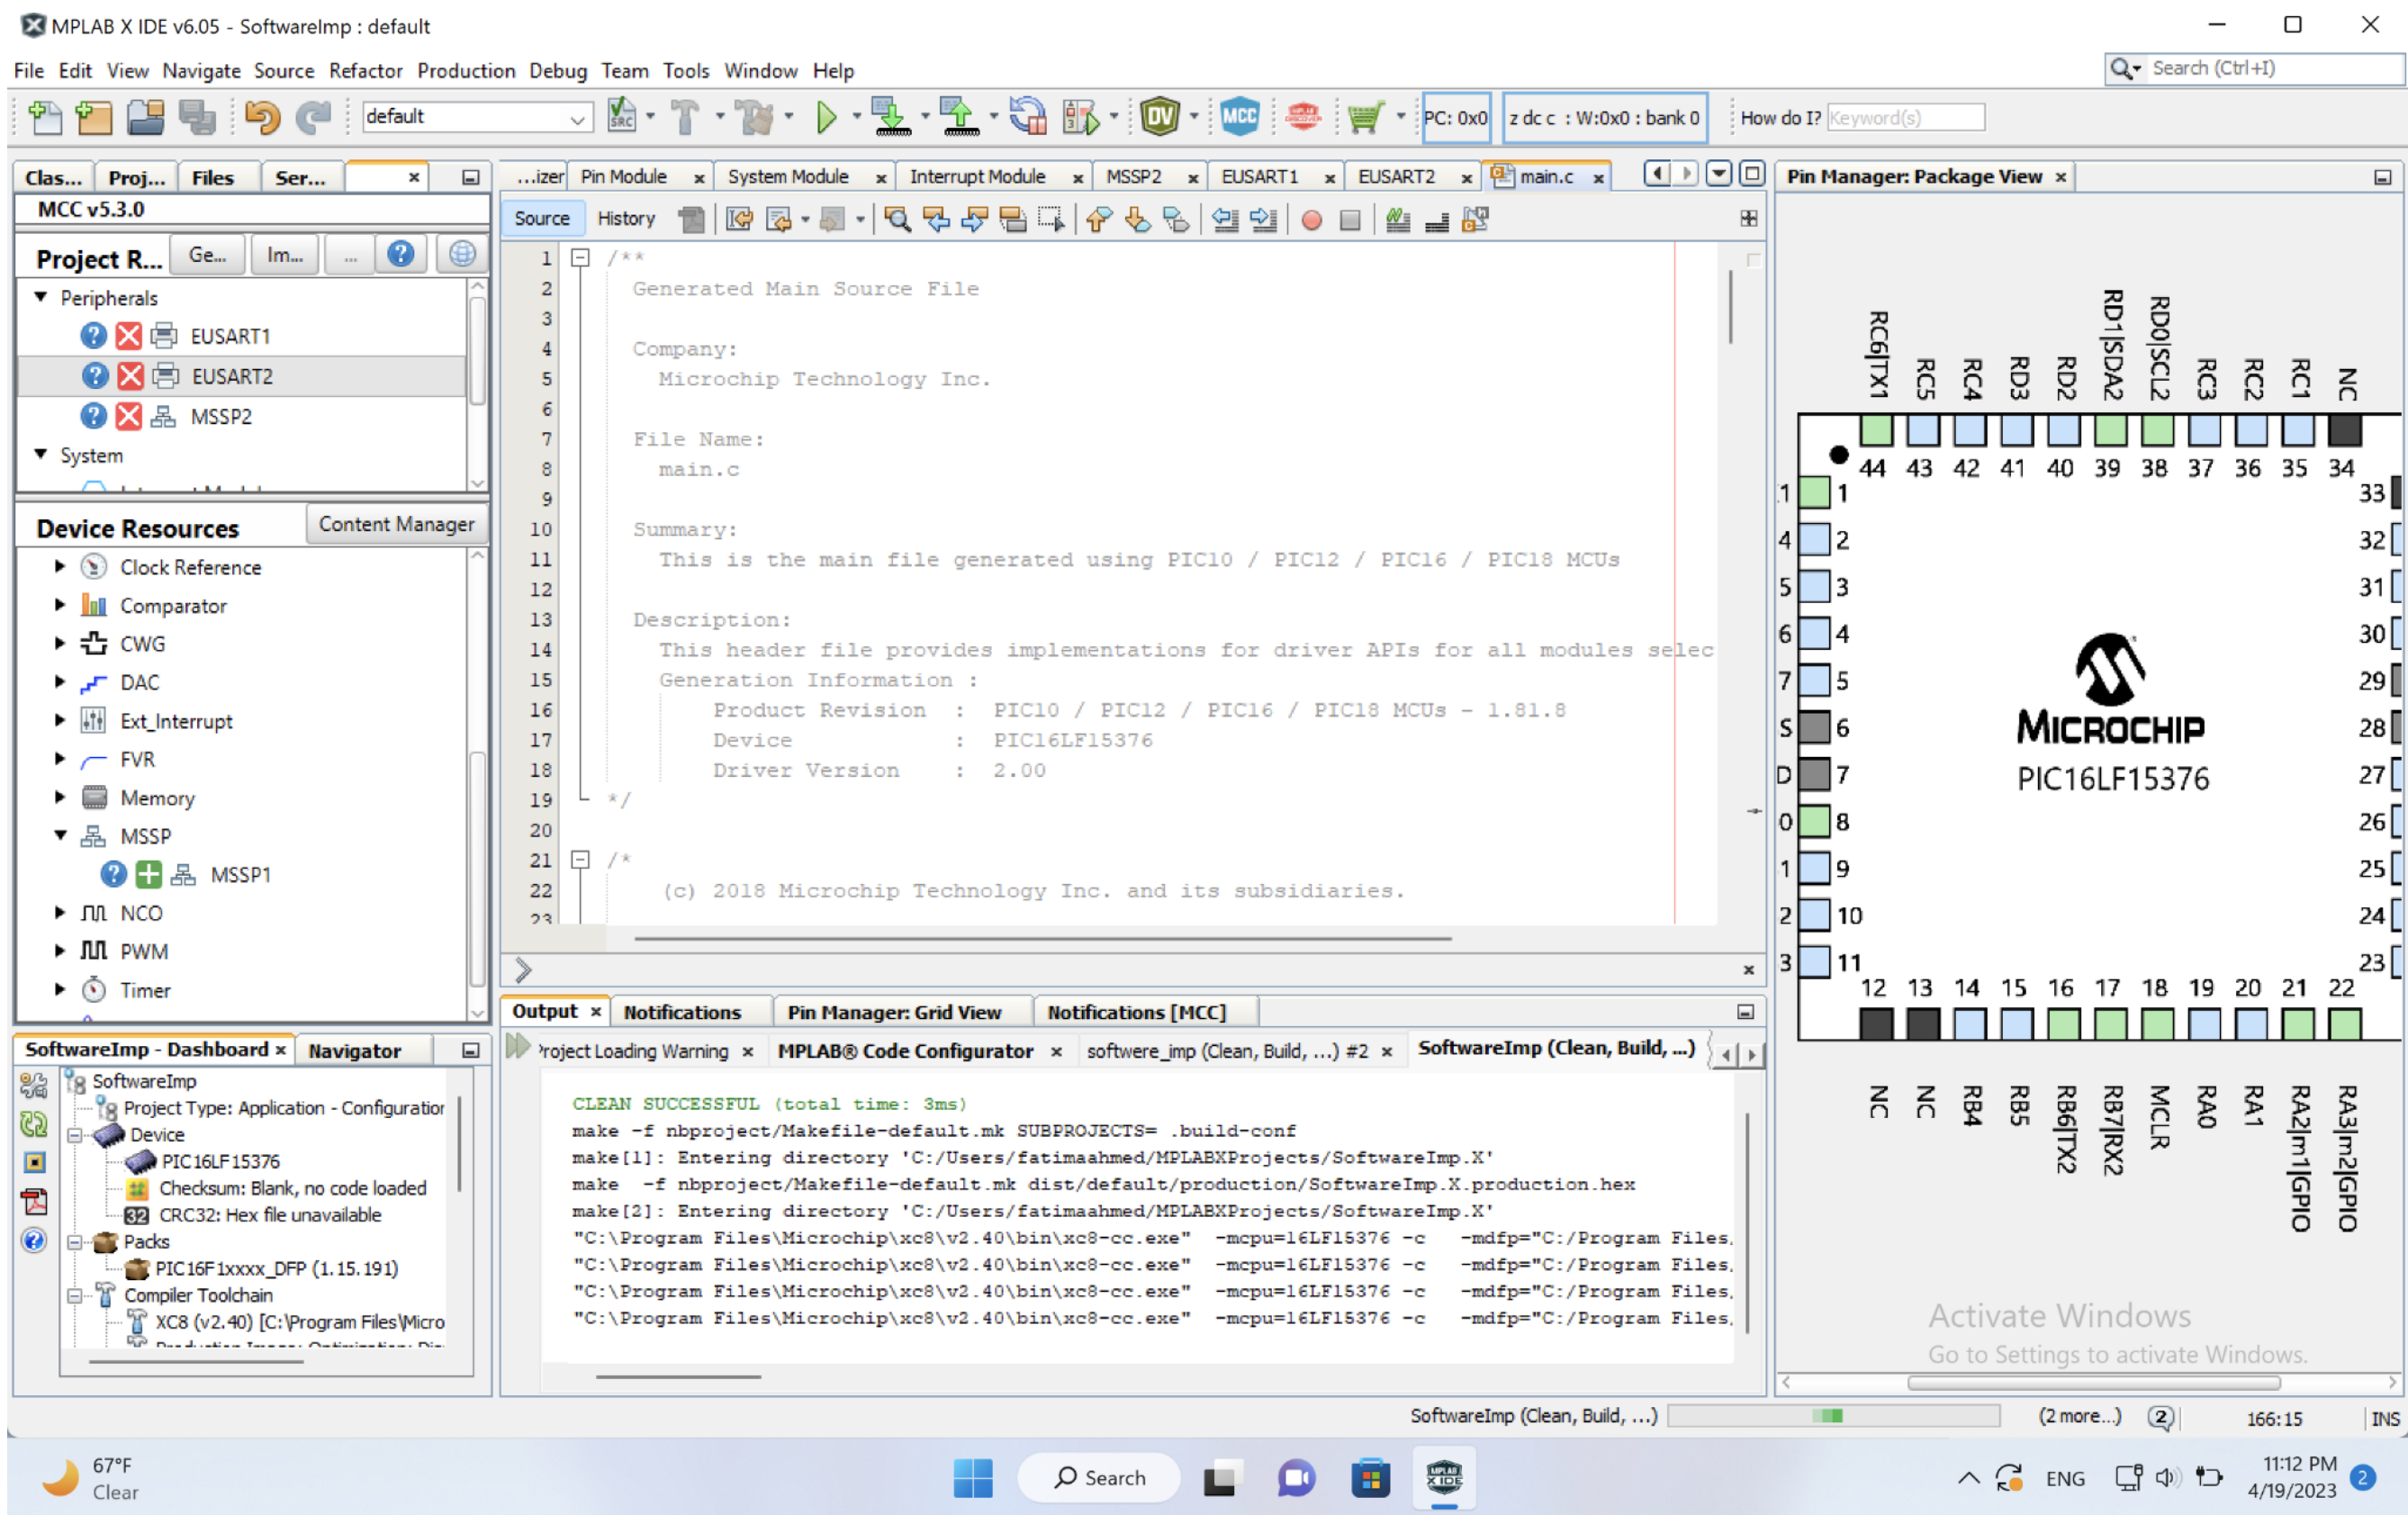 MPLAB X IDE v6.05 - SoftwareImp : default
File Edit View Navigate Source Refactor Production Debug Team Tools Window Help
Search (Ctrl+I)
default
SRC
DV
MCC
PC: 0x0
z dc c : W:0x0 : bank 0
How do I?
Keyword(s)
Clas...
Proj...
Files
Ser...
MCC v5.3.0
Project R...
Ge...
Im...
...
Peripherals
EUSART1
EUSART2
MSSP2
System
Device Resources
Content Manager
Clock Reference
Comparator
CWG
DAC
Ext_Interrupt
FVR
Memory
MSSP
MSSP1
NCO
PWM
Timer
...izer
Pin Module
System Module
Interrupt Module
MSSP2
EUSART1
EUSART2
main.c
Source
History
1 /**
2 Generated Main Source File
3
4 Company:
5 Microchip Technology Inc.
6
7 File Name:
8 main.c
9
10 Summary:
11 This is the main file generated using PIC10 / PIC12 / PIC16 / PIC18 MCUs
12
13 Description:
14 This header file provides implementations for driver APIs for all modules selec
15 Generation Information :
16 Product Revision : PIC10 / PIC12 / PIC16 / PIC18 MCUs - 1.81.8
17 Device : PIC16LF15376
18 Driver Version : 2.00
19 */
20
21 /*
22 (c) 2018 Microchip Technology Inc. and its subsidiaries.
23
Output
Notifications
Pin Manager: Grid View
Notifications [MCC]
Project Loading Warning
MPLAB® Code Configurator
softwere_imp (Clean, Build, ...) #2
SoftwareImp (Clean, Build, ...)
CLEAN SUCCESSFUL (total time: 3ms)
make -f nbproject/Makefile-default.mk SUBPROJECTS= .build-conf
make[1]: Entering directory 'C:/Users/fatimaahmed/MPLABXProjects/SoftwareImp.X'
make -f nbproject/Makefile-default.mk dist/default/production/SoftwareImp.X.production.hex
make[2]: Entering directory 'C:/Users/fatimaahmed/MPLABXProjects/SoftwareImp.X'
"C:\Program Files\Microchip\xc8\v2.40\bin\xc8-cc.exe" -mcpu=16LF15376 -c -mdfp="C:/Program Files.
"C:\Program Files\Microchip\xc8\v2.40\bin\xc8-cc.exe" -mcpu=16LF15376 -c -mdfp="C:/Program Files.
"C:\Program Files\Microchip\xc8\v2.40\bin\xc8-cc.exe" -mcpu=16LF15376 -c -mdfp="C:/Program Files.
"C:\Program Files\Microchip\xc8\v2.40\bin\xc8-cc.exe" -mcpu=16LF15376 -c -mdfp="C:/Program Files.
SoftwareImp - Dashboard
Navigator
SoftwareImp
Project Type: Application - Configuration
Device
PIC16LF15376
Checksum: Blank, no code loaded
32 CRC32: Hex file unavailable
Packs
PIC16F1xxxx_DFP (1.15.191)
Compiler Toolchain
XC8 (v2.40) [C:\Program Files\Micro
Pin Manager: Package View
RC6|TX1
RC5
RC4
RD3
RD2
RD1|SDA2
RD0|SCL2
RC3
RC2
RC1
NC
44 43 42 41 40 39 38 37 36 35 34
1 1 33
4 2 32
5 3 31
6 4 30
7 5 29
S 6 28
D 7 27
0 8 26
1 9 25
2 10 24
3 11 23
MICROCHIP
PIC16LF15376
12 13 14 15 16 17 18 19 20 21 22
NC
NC
RB4
RB5
RB6|TX2
RB7|RX2
MCLR
RA0
RA1
RA2|m1|GPIO
RA3|m2|GPIO
Activate Windows
Go to Settings to activate Windows.
SoftwareImp (Clean, Build, ...)
(2 more...)
2
166:15
INS
67°F
Clear
Search
MPLAB
X IDE
ENG
11:12 PM
4/19/2023
2